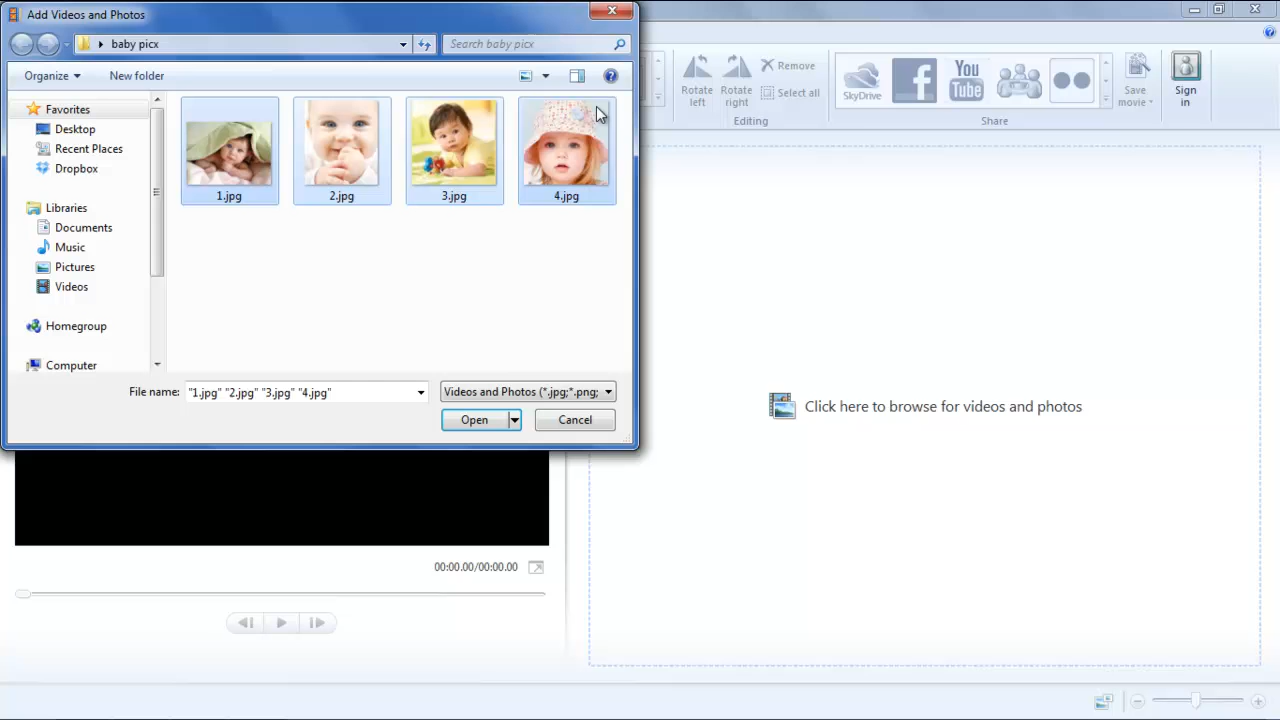 Add Videos and Photos
baby picx
Search baby picx
Organize
New folder
Favorites
Desktop
Recent Places
Dropbox
Libraries
Documents
Music
Pictures
Videos
Homegroup
Computer
1.jpg
2.jpg
3.jpg
4.jpg
File name:
"1.jpg" "2.jpg" "3.jpg" "4.jpg"
Videos and Photos (*.jpg;*.png;
Open
Cancel
Rotate left
Rotate right
Remove
Select all
Editing
SkyDrive
f
You Tube
Share
Save movie
Sign in
Click here to browse for videos and photos
00:00.00/00:00.00